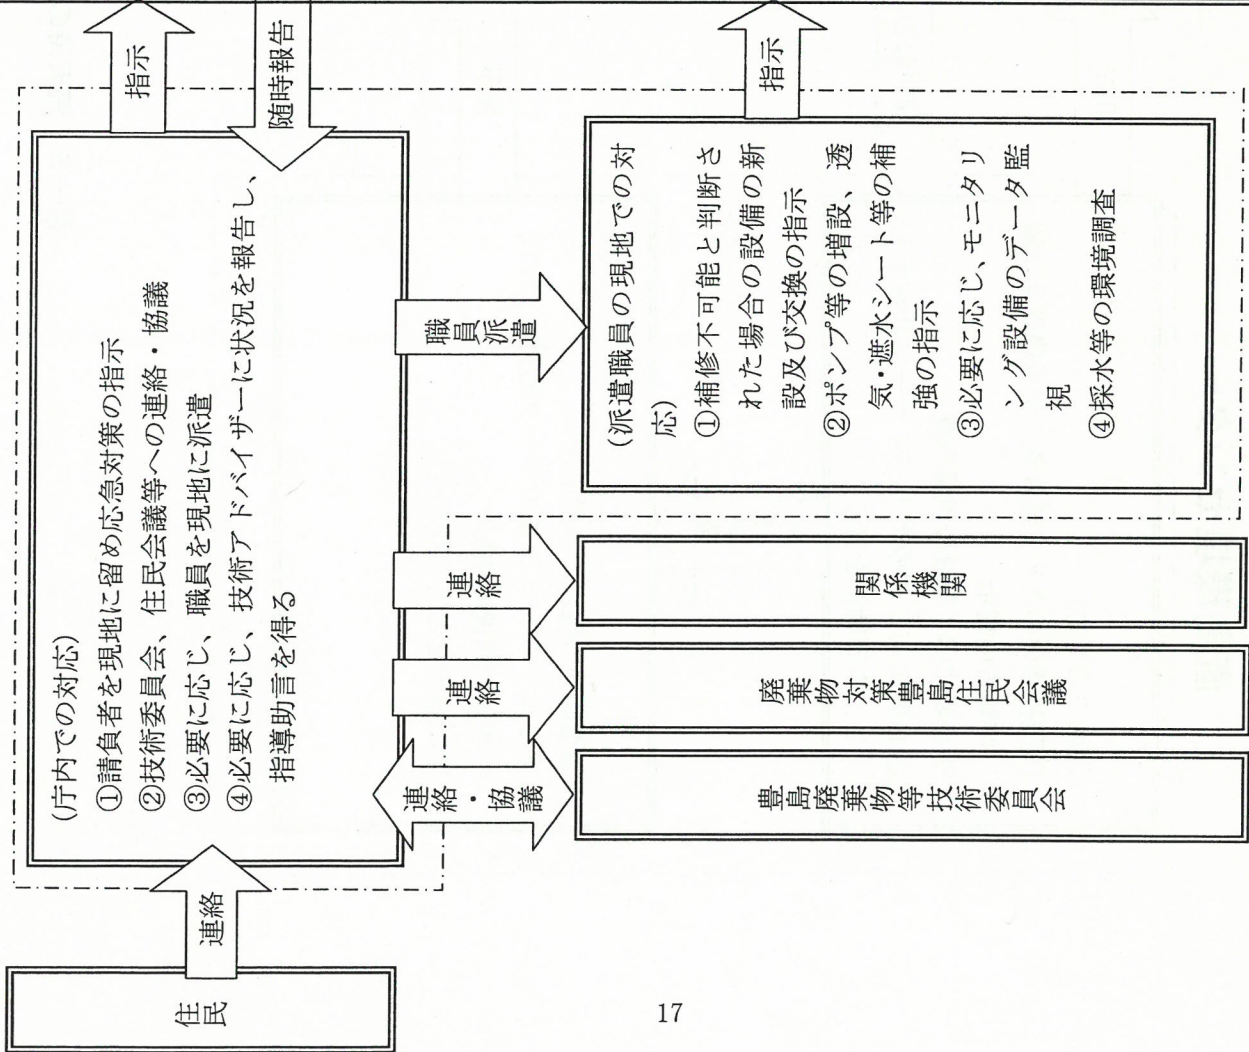 住民
連絡
(庁内での対応)
①請負者を現地に留め応急対策の指示
②技術委員会、住民会議等への連絡・協議
③必要に応じ、職員を現地に派遣
④必要に応じ、技術アドバイザーに状況を報告し、
指導助言を得る
指示
随時報告
連絡・協議
連絡
連絡
職員派遣
豊島廃棄物等技術委員会
廃棄物対策豊島住民会議
関係機関
(派遣職員の現地での対
応)
①補修不可能と判断さ
れた場合の設備の新
設及び交換の指示
②ポンプ等の増設、透
気・遮水シート等の補
強の指示
③必要に応じ、モニタリ
ング設備のデータ監
視
④採水等の環境調査
指示
17